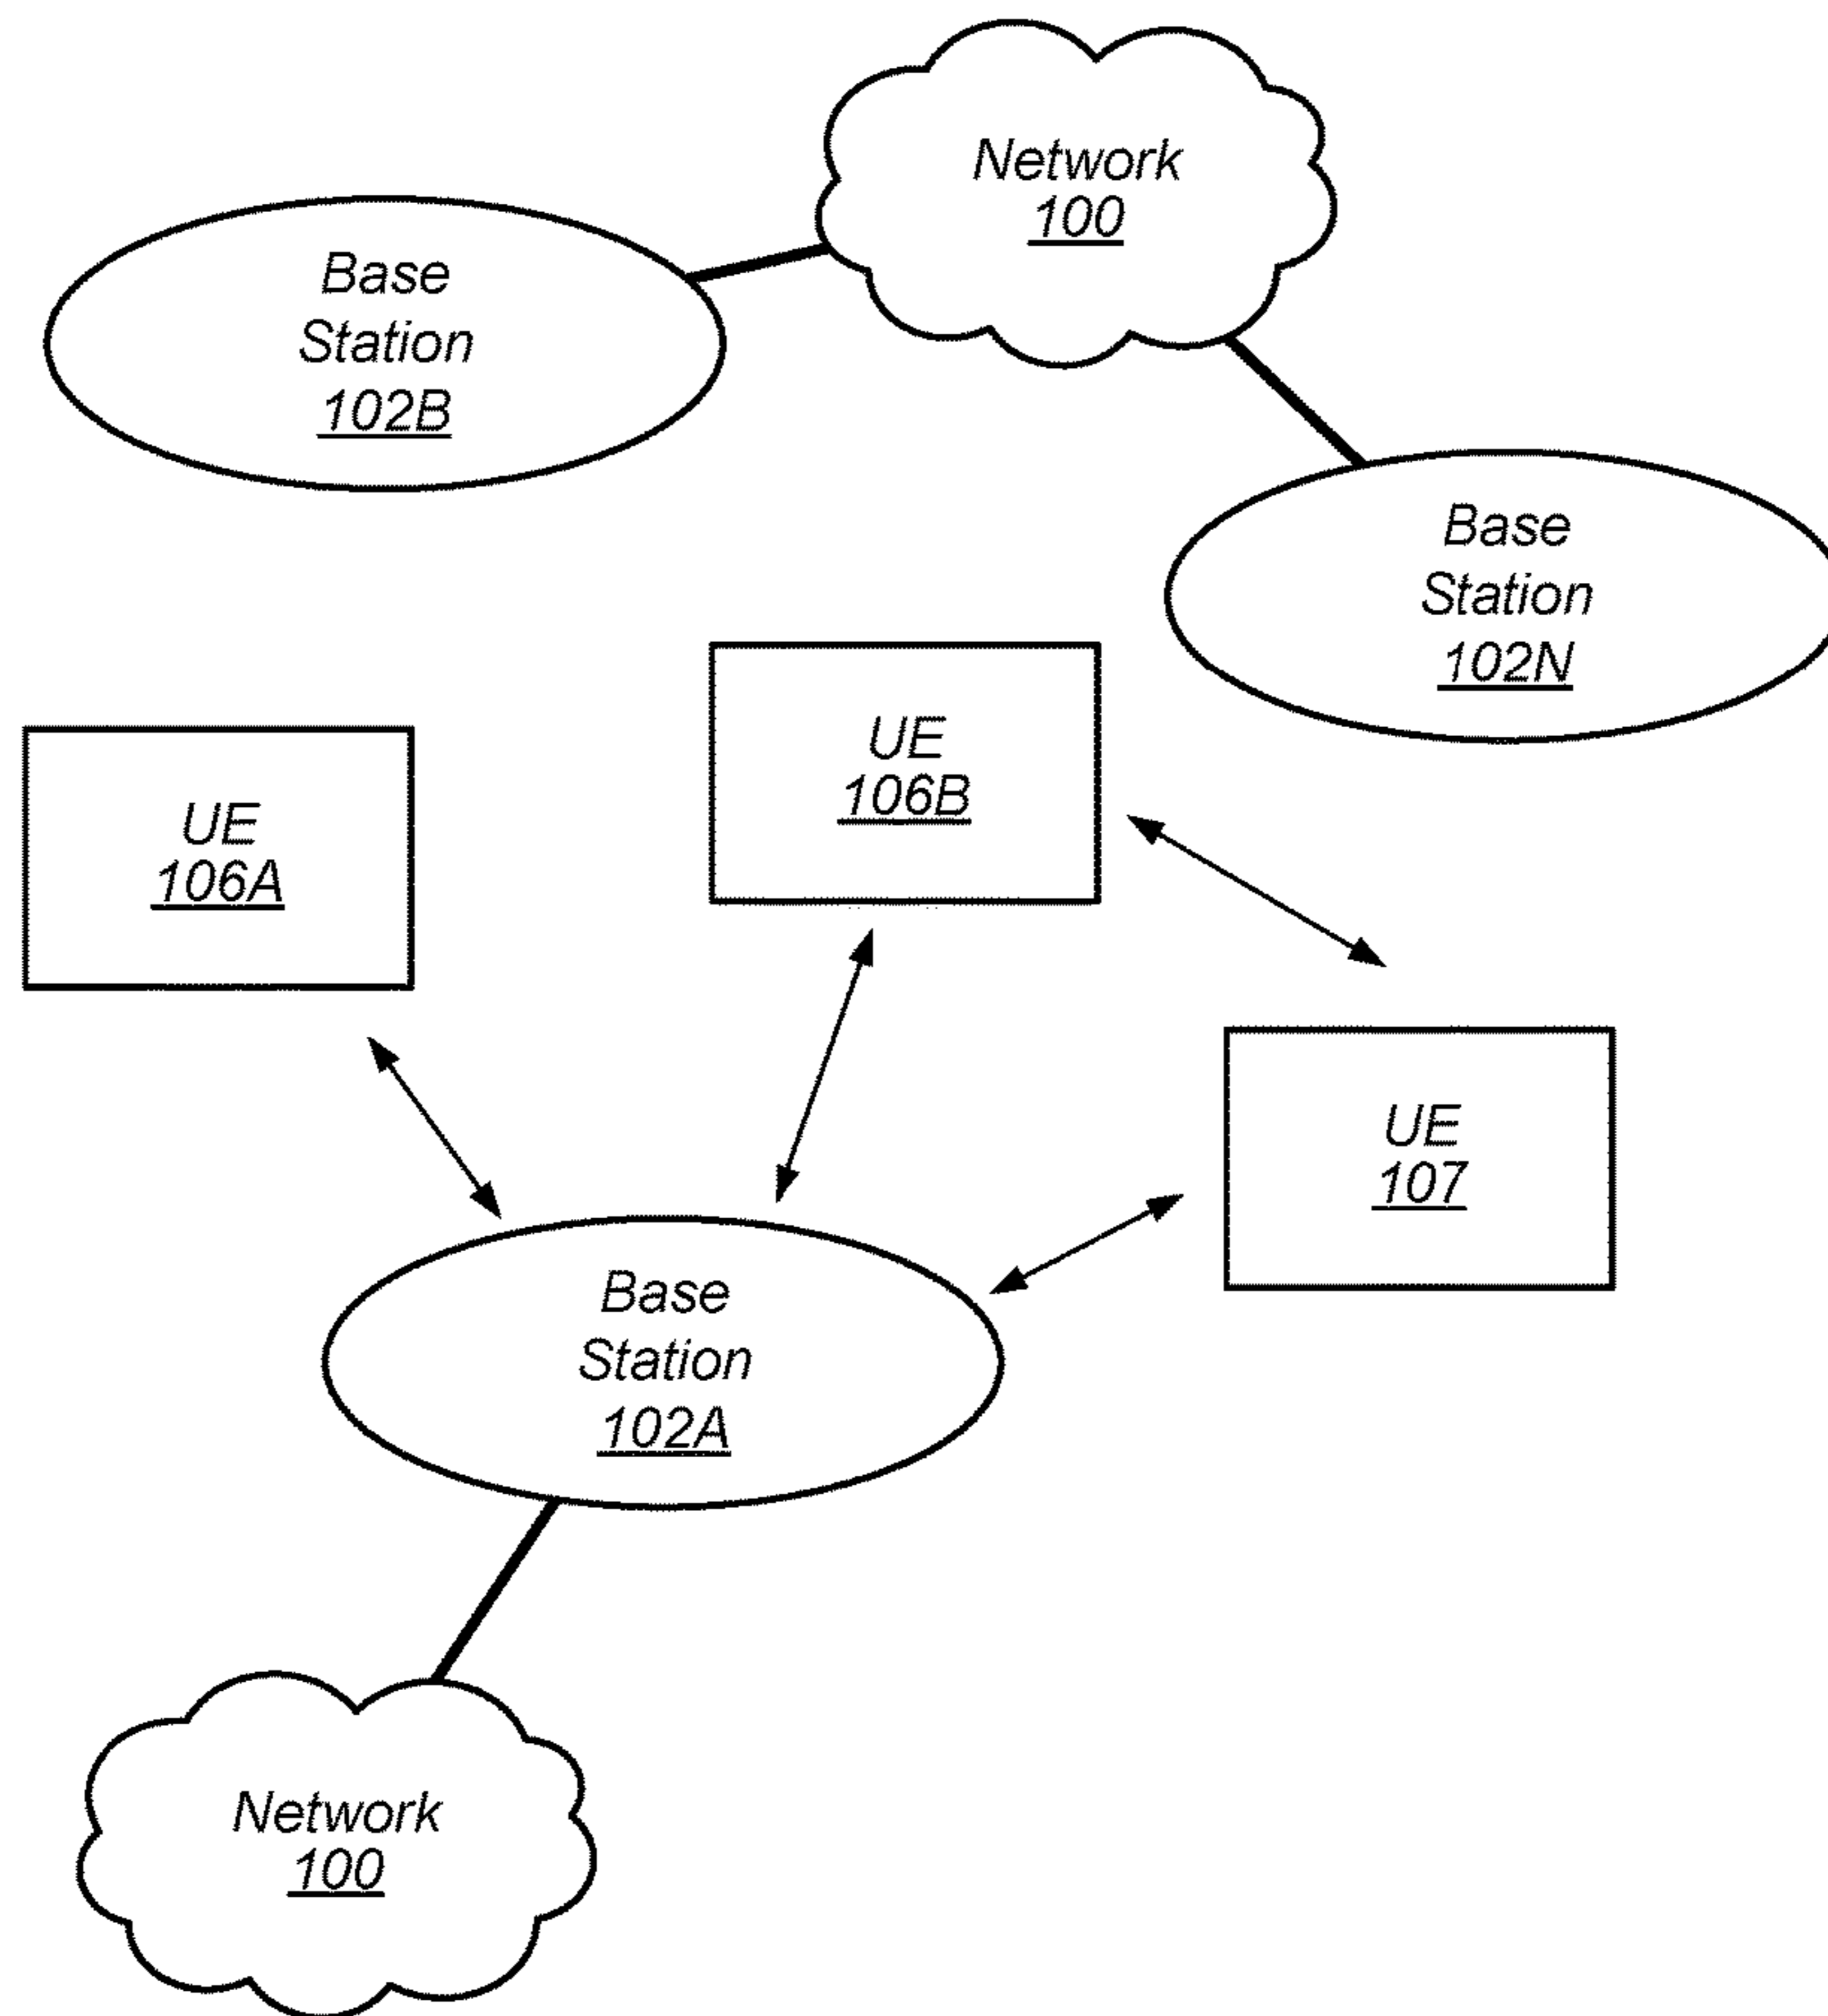 Network
100
Base
Station
102B
Base
Station
102N
UE
106B
UE
106A
UE
107
Base
Station
102A
Network
100